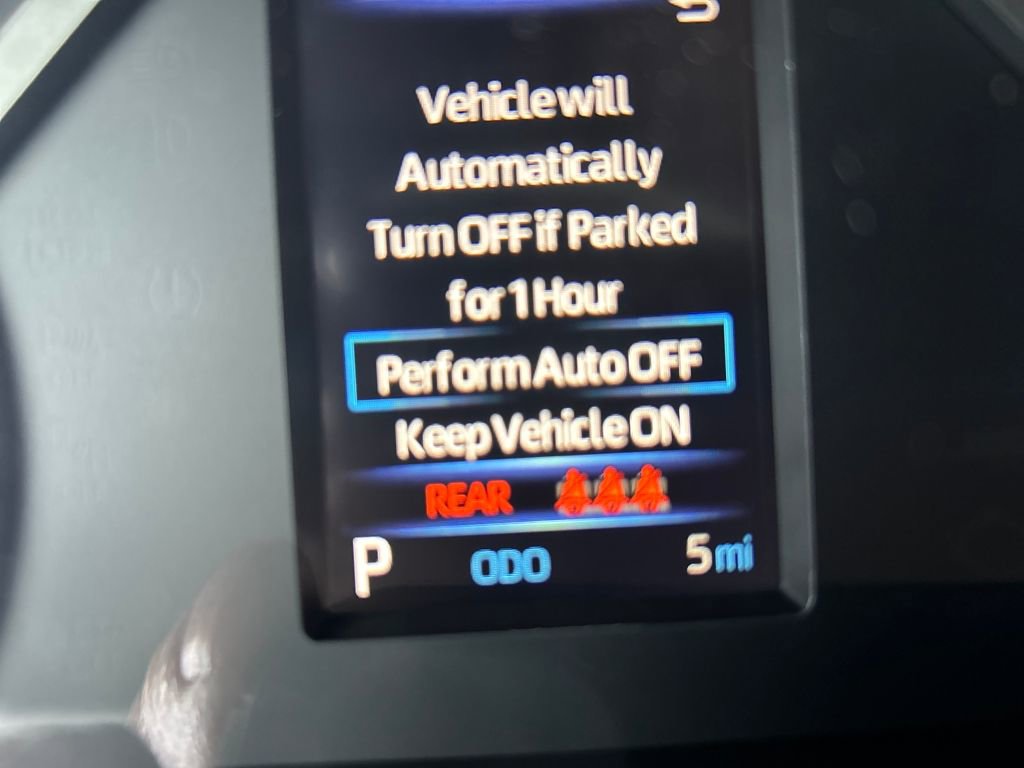 Vehicle will
Automatically
Turn OFF if Parked
for 1 Hour
Perform Auto OFF
Keep Vehicle ON
REAR
P ODO 5 mi